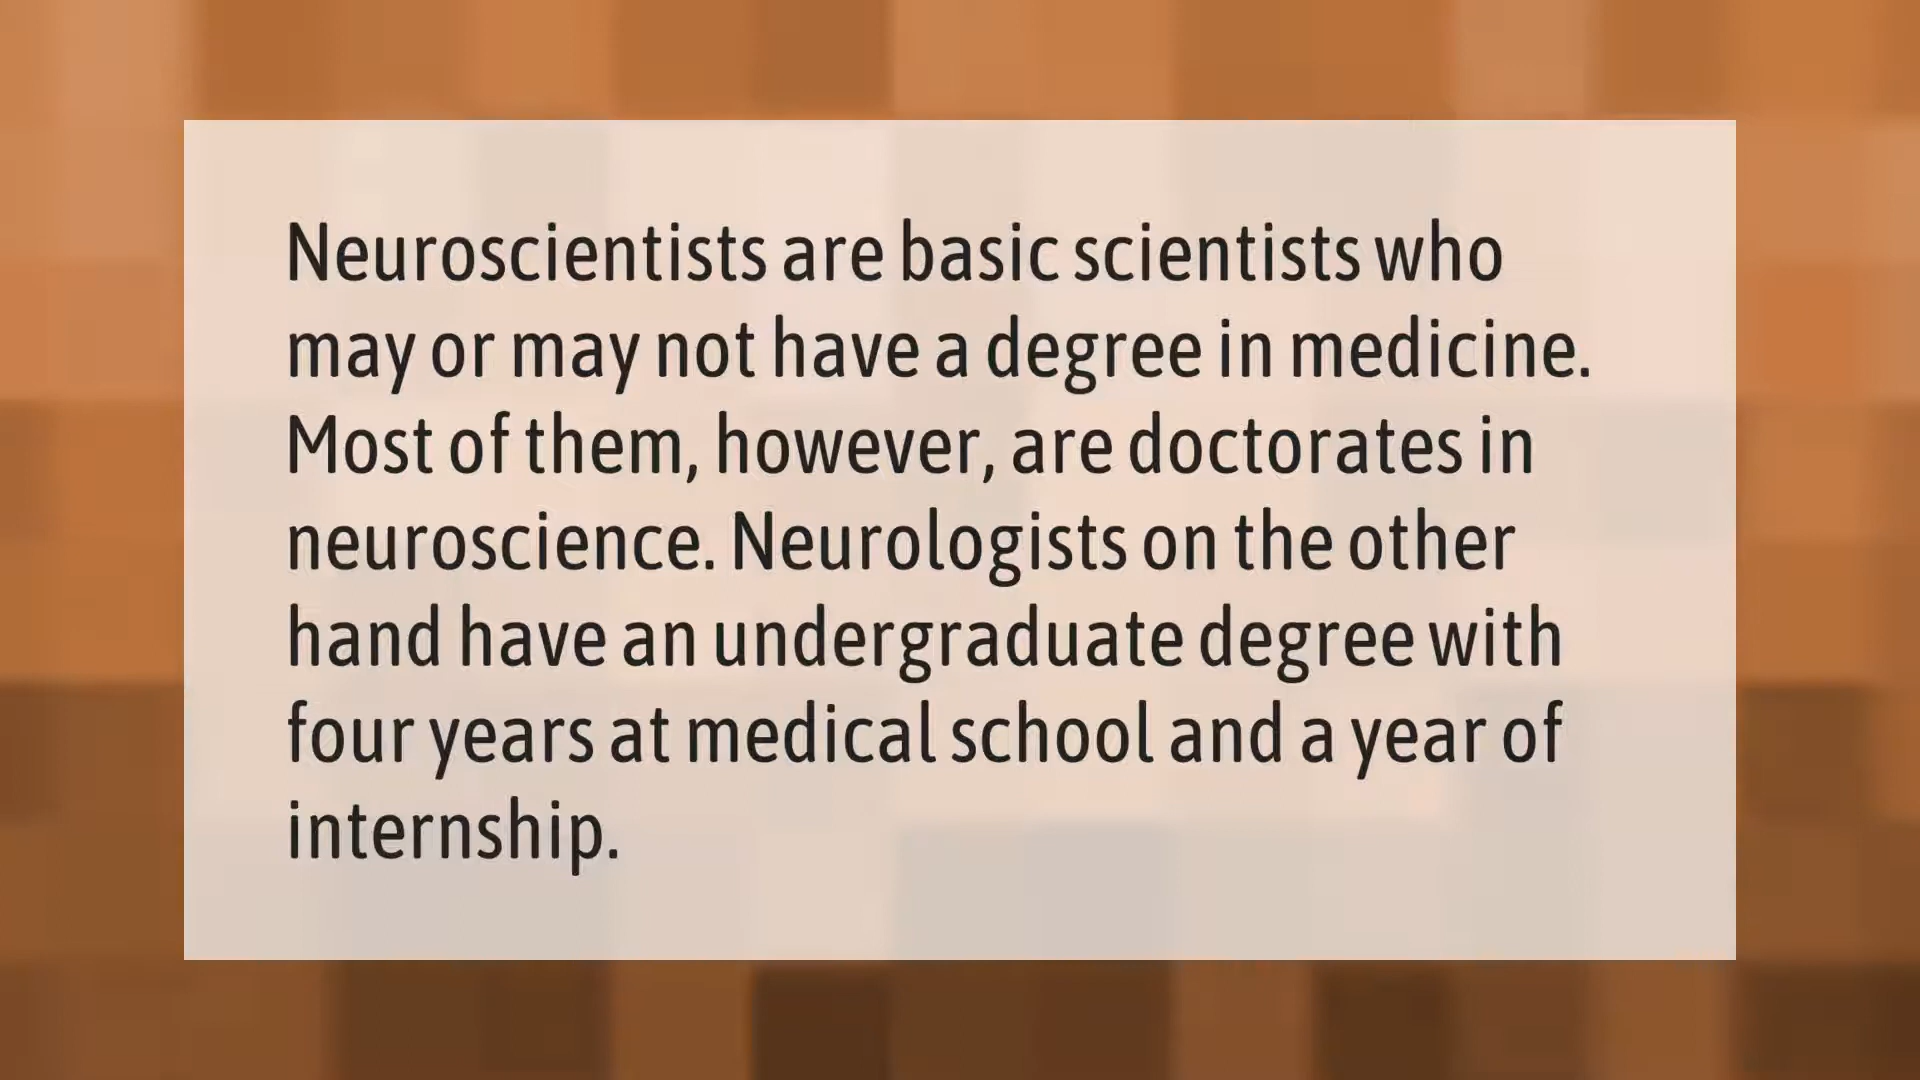 Neuroscientists are basic scientists who
may or may not have a degree in medicine.
Most of them, however, are doctorates in
neuroscience. Neurologists on the other
hand have an undergraduate degree with
four years at medical school and a year of
internship.